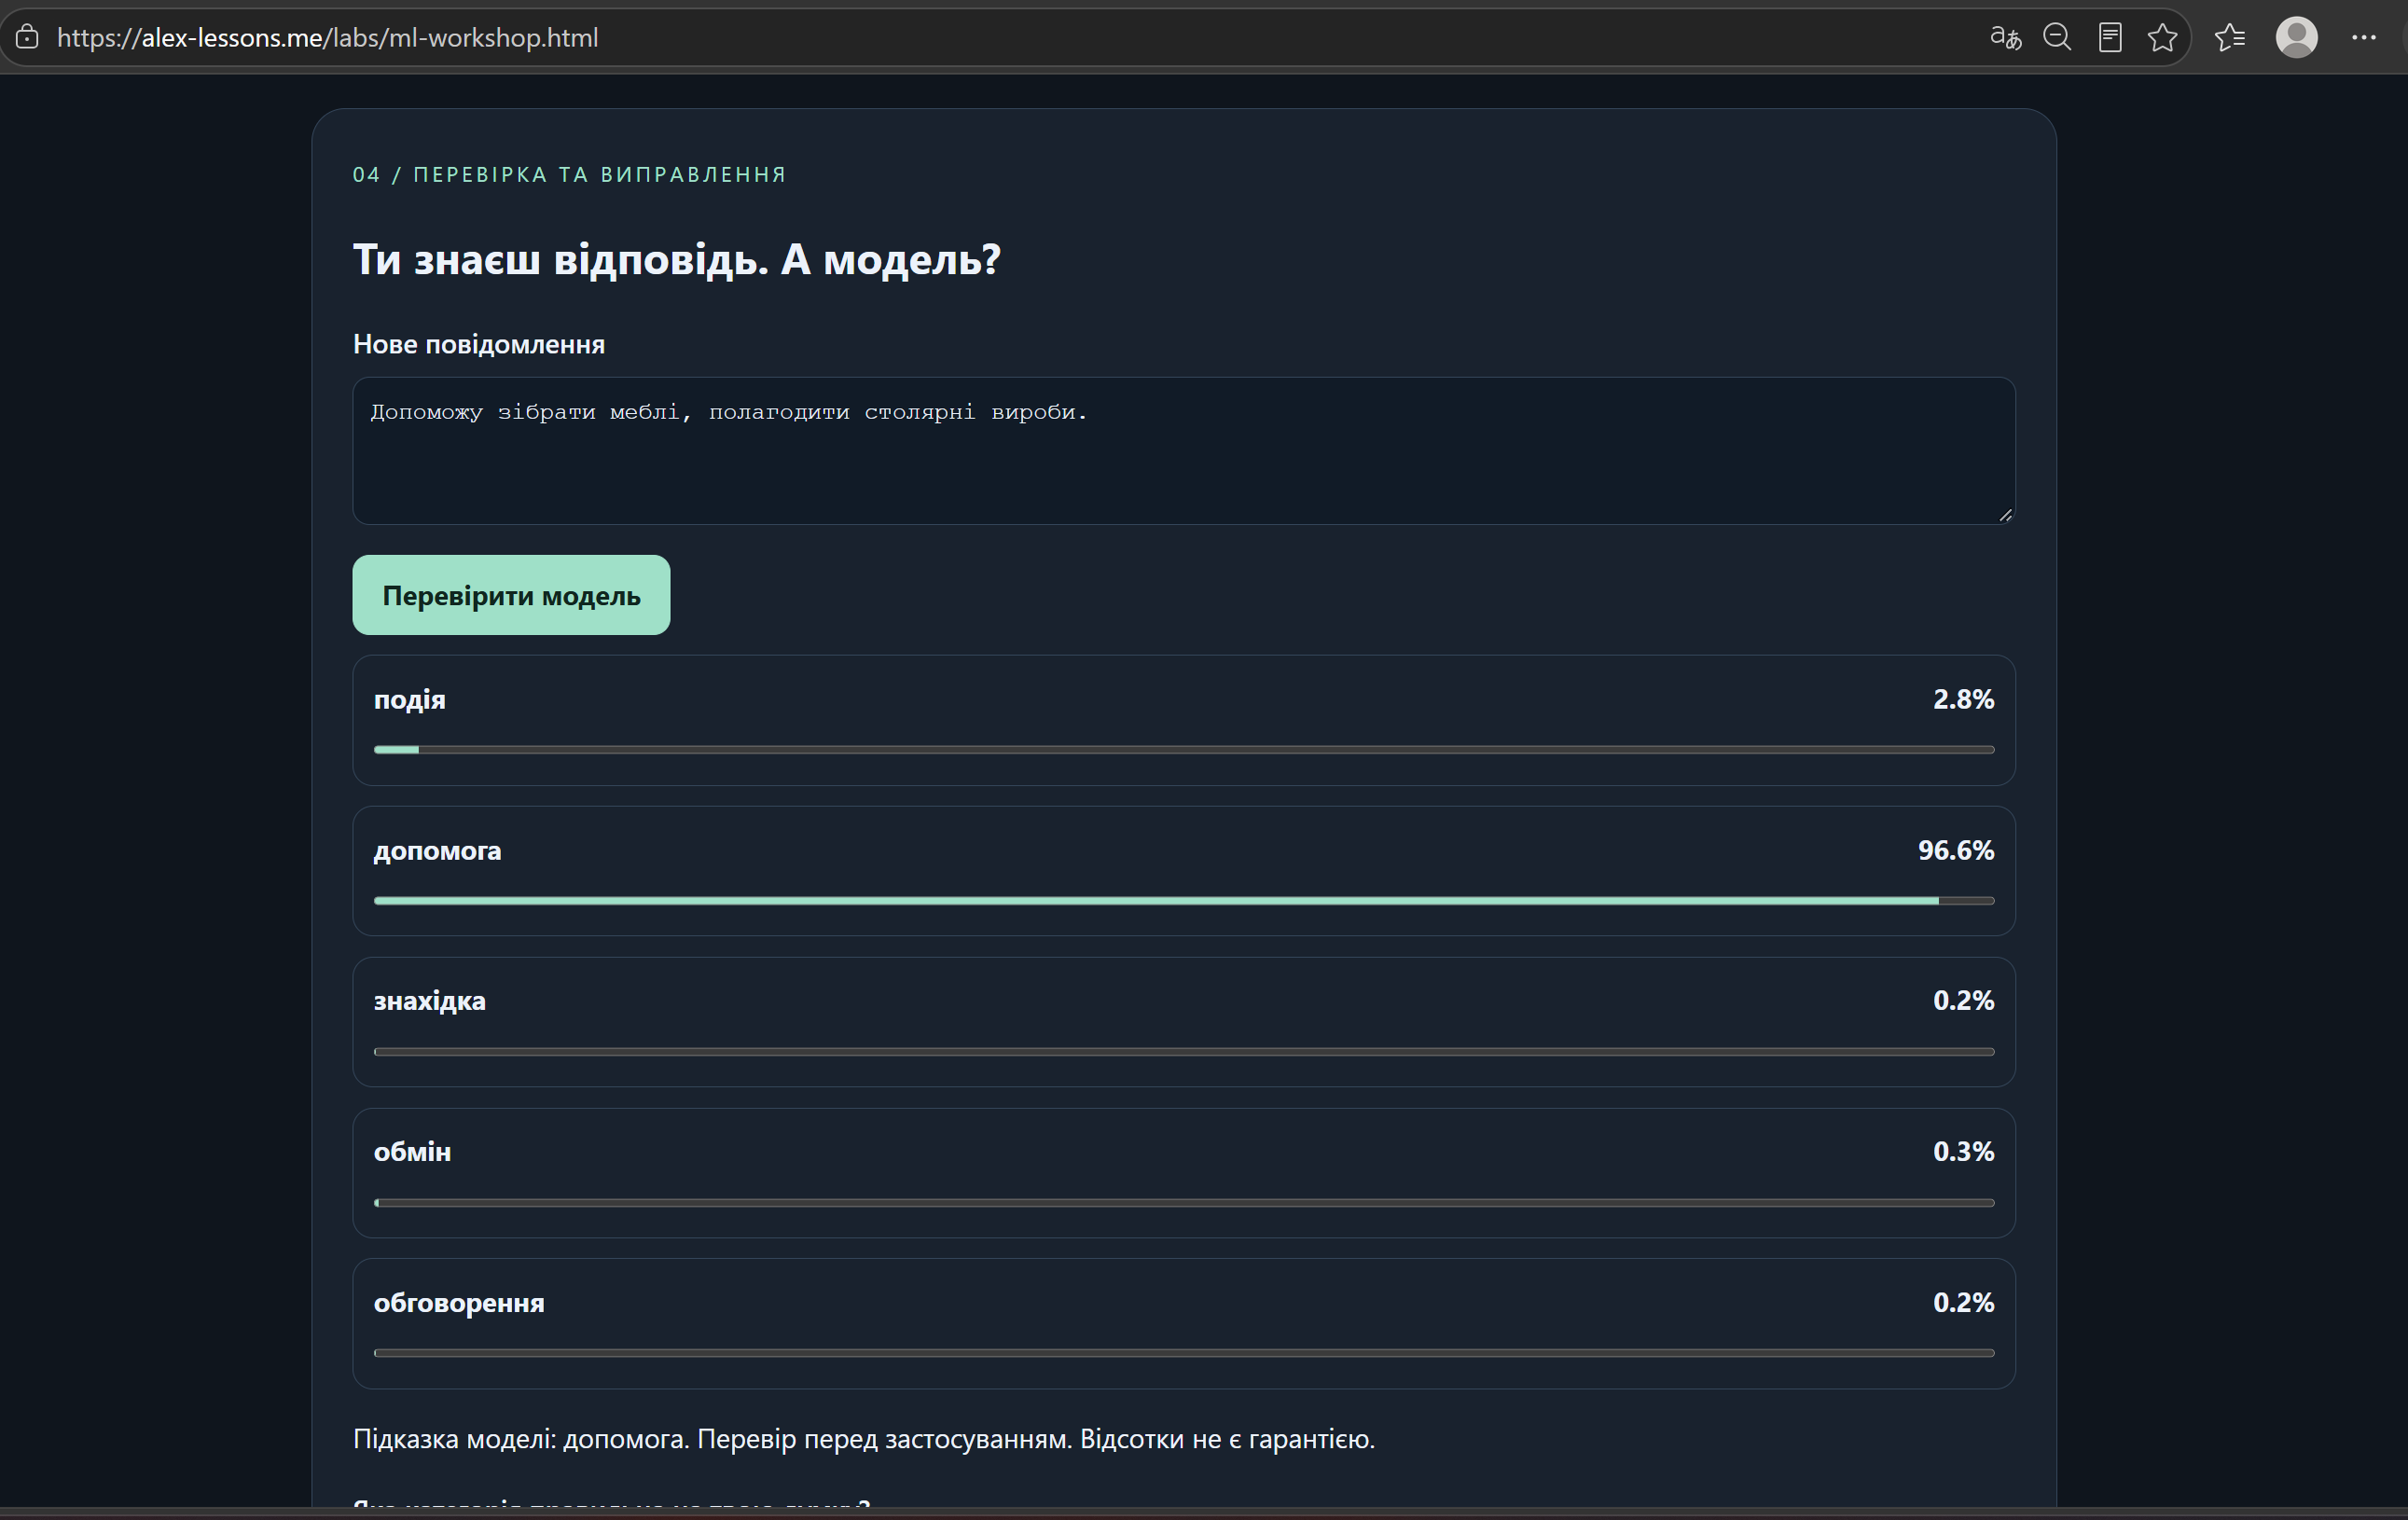 https://alex-lessons.me/labs/ml-workshop.html
04 / ПЕРЕВІРКА ТА ВИПРАВЛЕННЯ
Ти знаєш відповідь. А модель?
Нове повідомлення
Допоможу зібрати меблі, полагодити столярні вироби.
Перевірити модель
подія 2.8%
допомога 96.6%
знахідка 0.2%
обмін 0.3%
обговорення 0.2%
Підказка моделі: допомога. Перевір перед застосуванням. Відсотки не є гарантією.